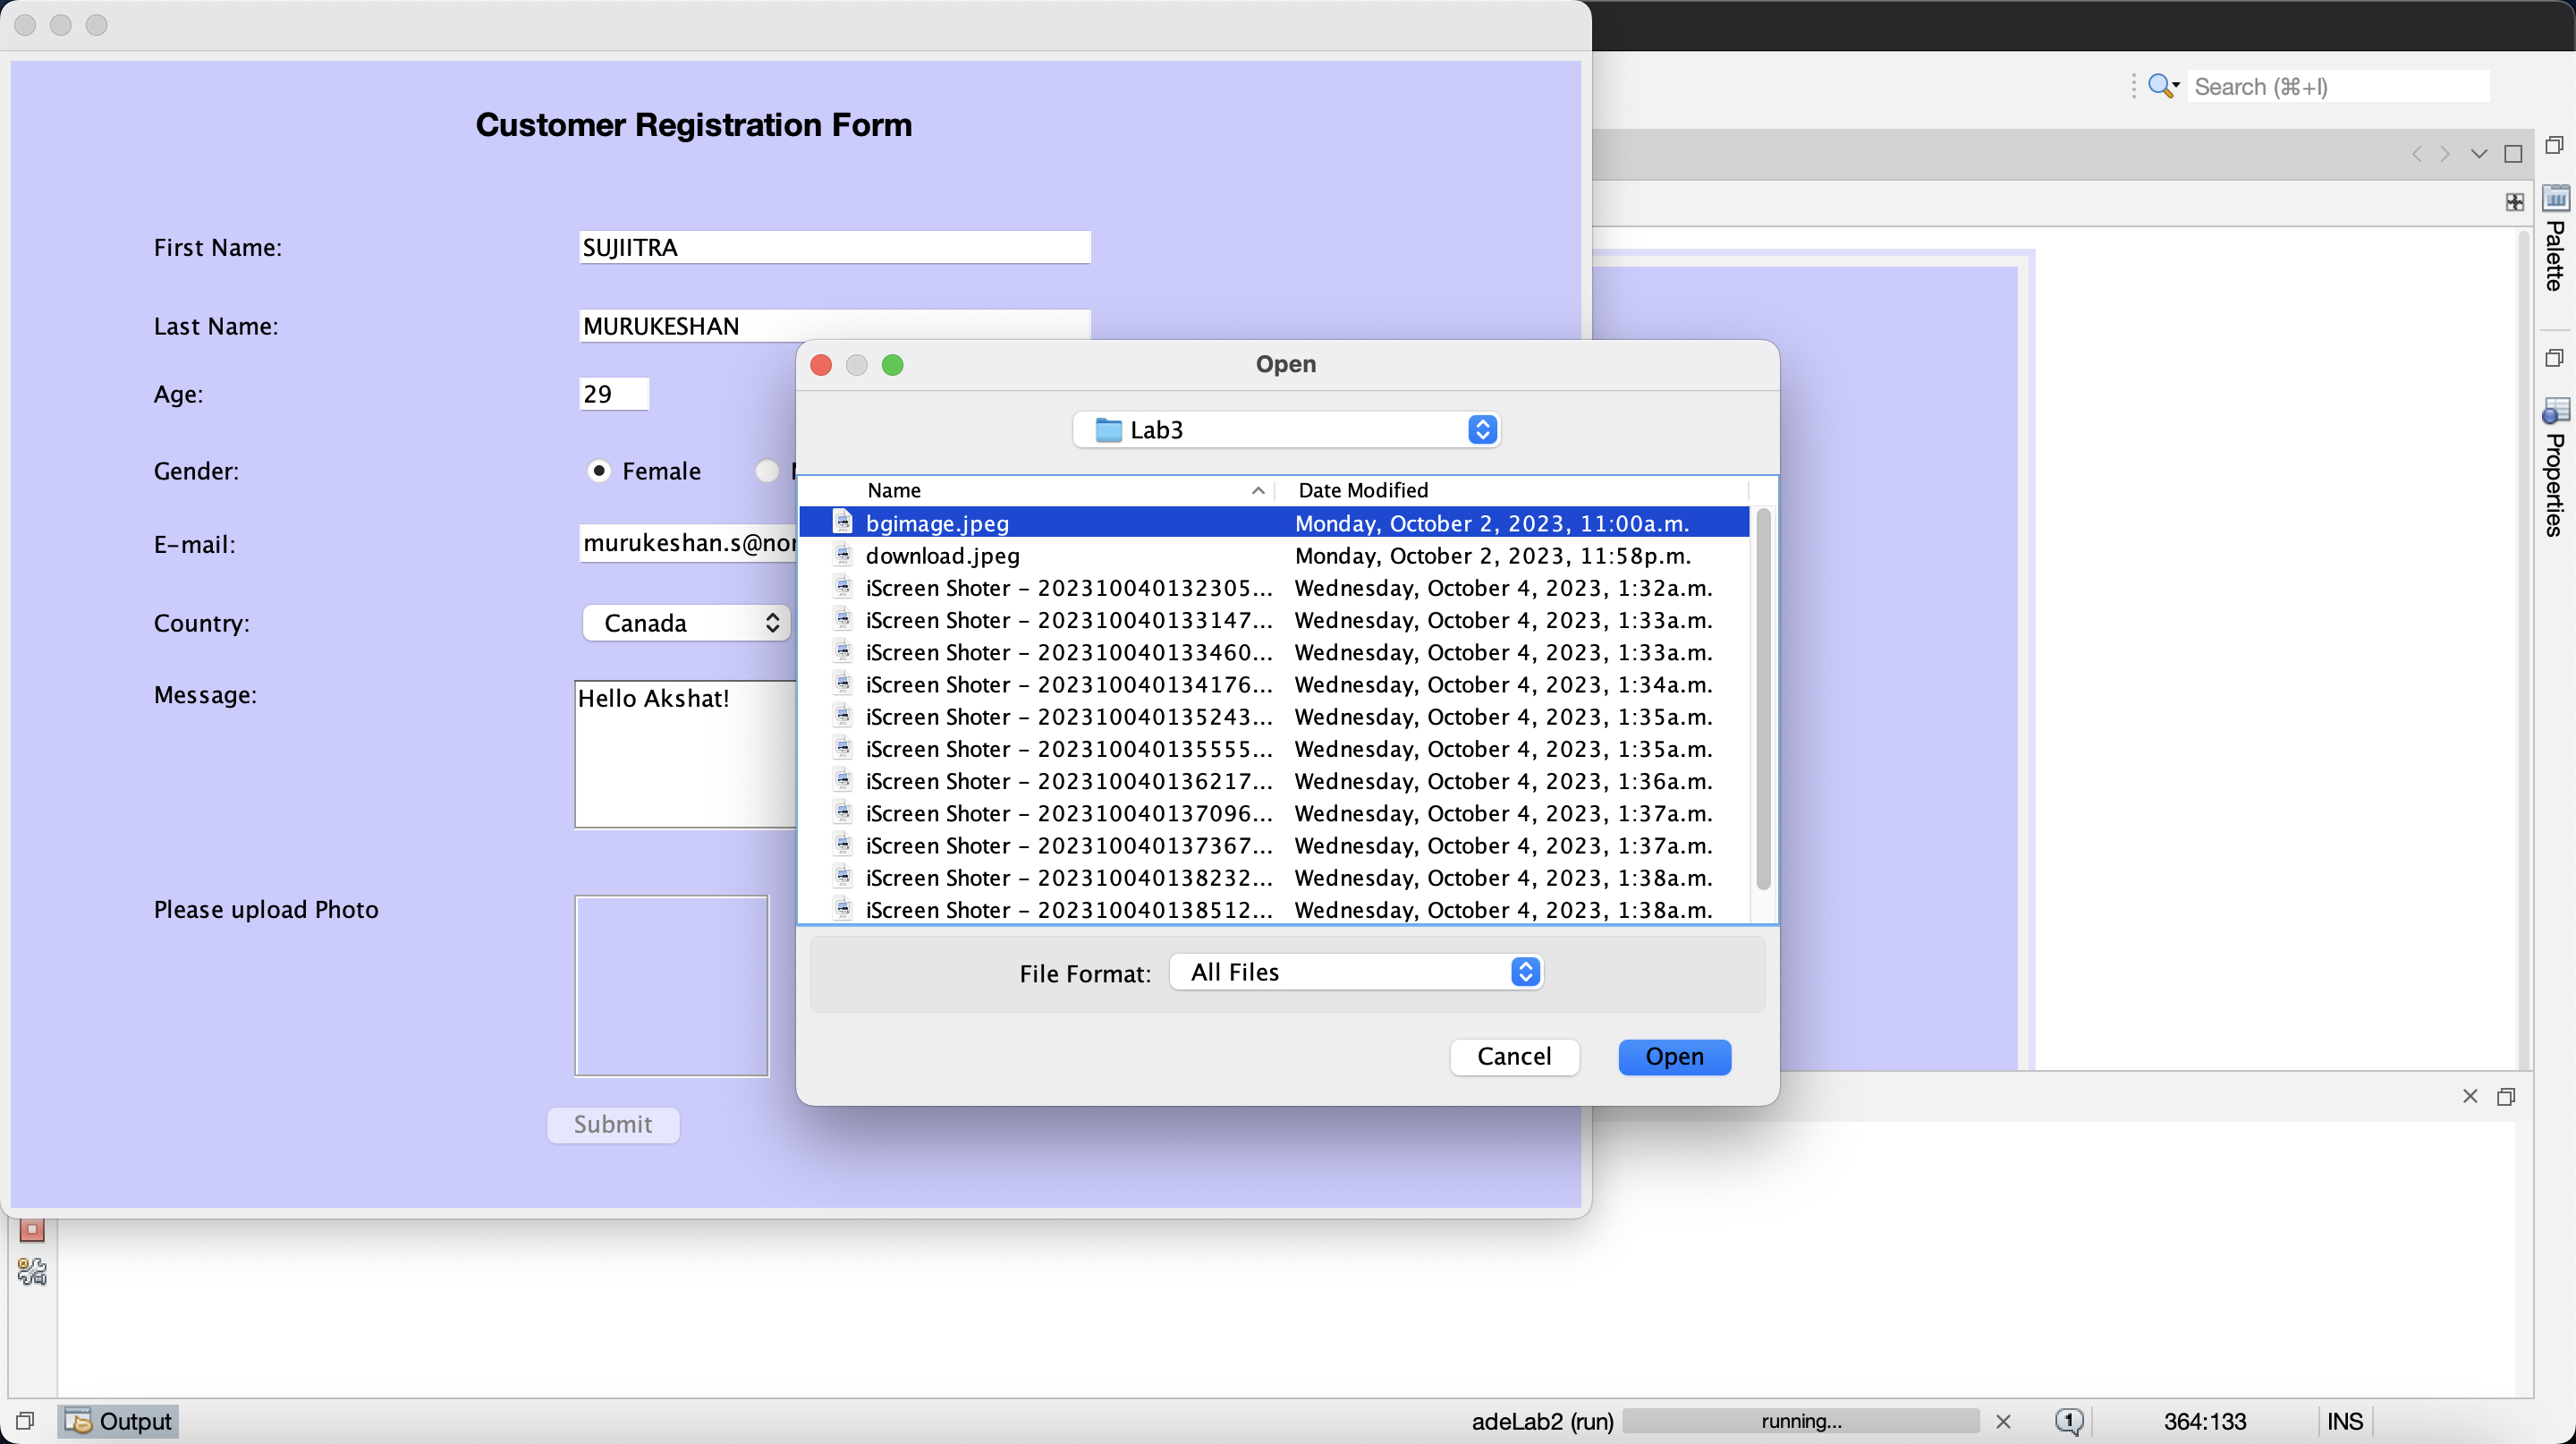 Search (⌘+I)
Customer Registration Form
First Name: SUJIITRA
Last Name: MURUKESHAN
Age: 29
Gender: Female
E-mail: murukeshan.s@nor
Country: Canada
Message: Hello Akshat!
Please upload Photo
Submit
Open
Lab3
Name Date Modified
bgimage.jpeg Monday, October 2, 2023, 11:00a.m.
download.jpeg Monday, October 2, 2023, 11:58p.m.
iScreen Shoter - 202310040132305... Wednesday, October 4, 2023, 1:32a.m.
iScreen Shoter - 202310040133147... Wednesday, October 4, 2023, 1:33a.m.
iScreen Shoter - 202310040133460... Wednesday, October 4, 2023, 1:33a.m.
iScreen Shoter - 202310040134176... Wednesday, October 4, 2023, 1:34a.m.
iScreen Shoter - 202310040135243... Wednesday, October 4, 2023, 1:35a.m.
iScreen Shoter - 202310040135555... Wednesday, October 4, 2023, 1:35a.m.
iScreen Shoter - 202310040136217... Wednesday, October 4, 2023, 1:36a.m.
iScreen Shoter - 202310040137096... Wednesday, October 4, 2023, 1:37a.m.
iScreen Shoter - 202310040137367... Wednesday, October 4, 2023, 1:37a.m.
iScreen Shoter - 202310040138232... Wednesday, October 4, 2023, 1:38a.m.
iScreen Shoter - 202310040138512... Wednesday, October 4, 2023, 1:38a.m.
File Format: All Files
Cancel Open
Palette
Properties
Output
adeLab2 (run) running... 1 364:133 INS